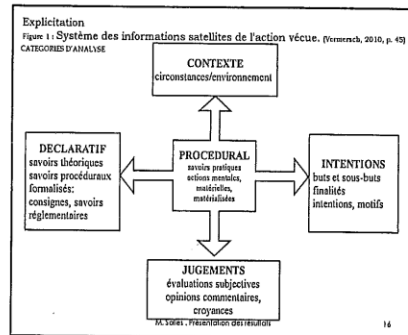 Explicitation
Figure 1 : Système des informations satellites de l'action vécue. (Vermersch, 2010, p. 45)
CATEGORIES D'ANALYSE
CONTEXTE
circonstances/environnement
DECLARATIF
savoirs théoriques
savoirs procéduraux
formalisés:
consignes, savoirs
réglementaires
PROCEDURAL
savoirs pratiques
actions mentales,
matérielles,
matérialisées
INTENTIONS
buts et sous-buts
finalités
intentions, motifs
JUGEMENTS
évaluations subjectives
opinions commentaires,
croyances
M. Sales . Présentation des résultats
16